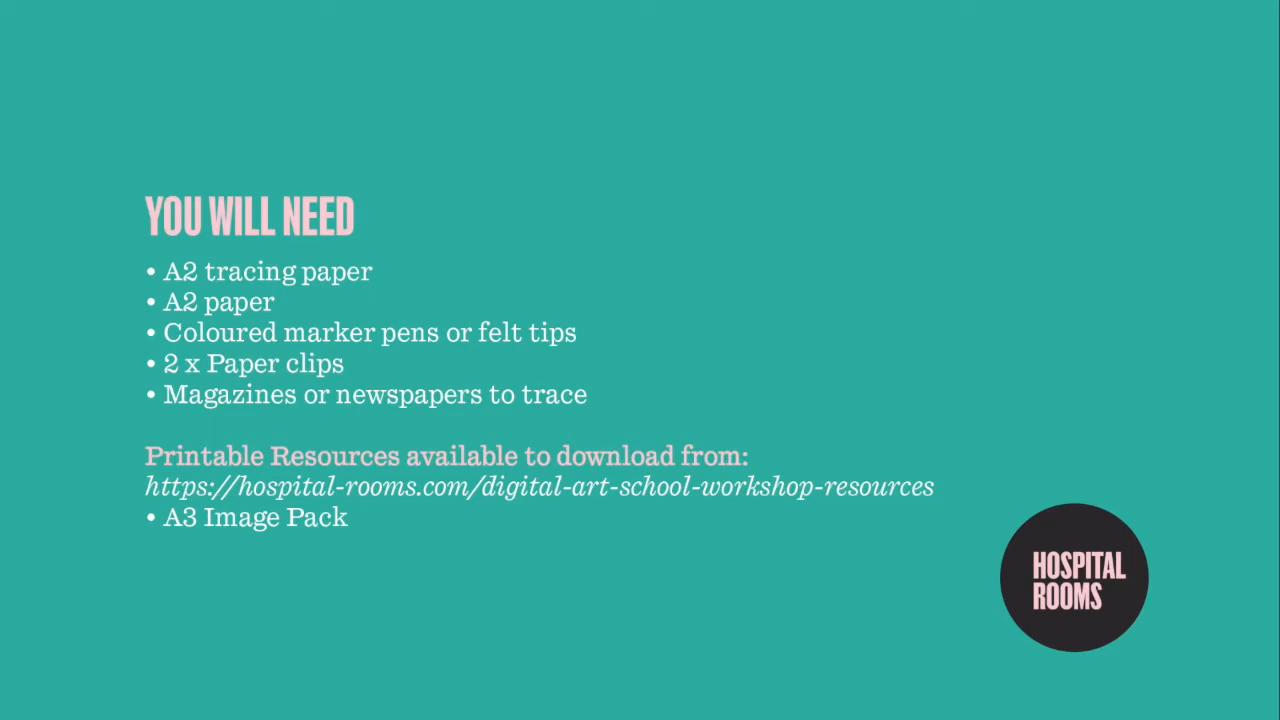 YOU WILL NEED
• A2 tracing paper
• A2 paper
• Coloured marker pens or felt tips
• 2 x Paper clips
• Magazines or newspapers to trace
Printable Resources available to download from:
https://hospital-rooms.com/digital-art-school-workshop-resources
• A3 Image Pack
HOSPITAL
ROOMS